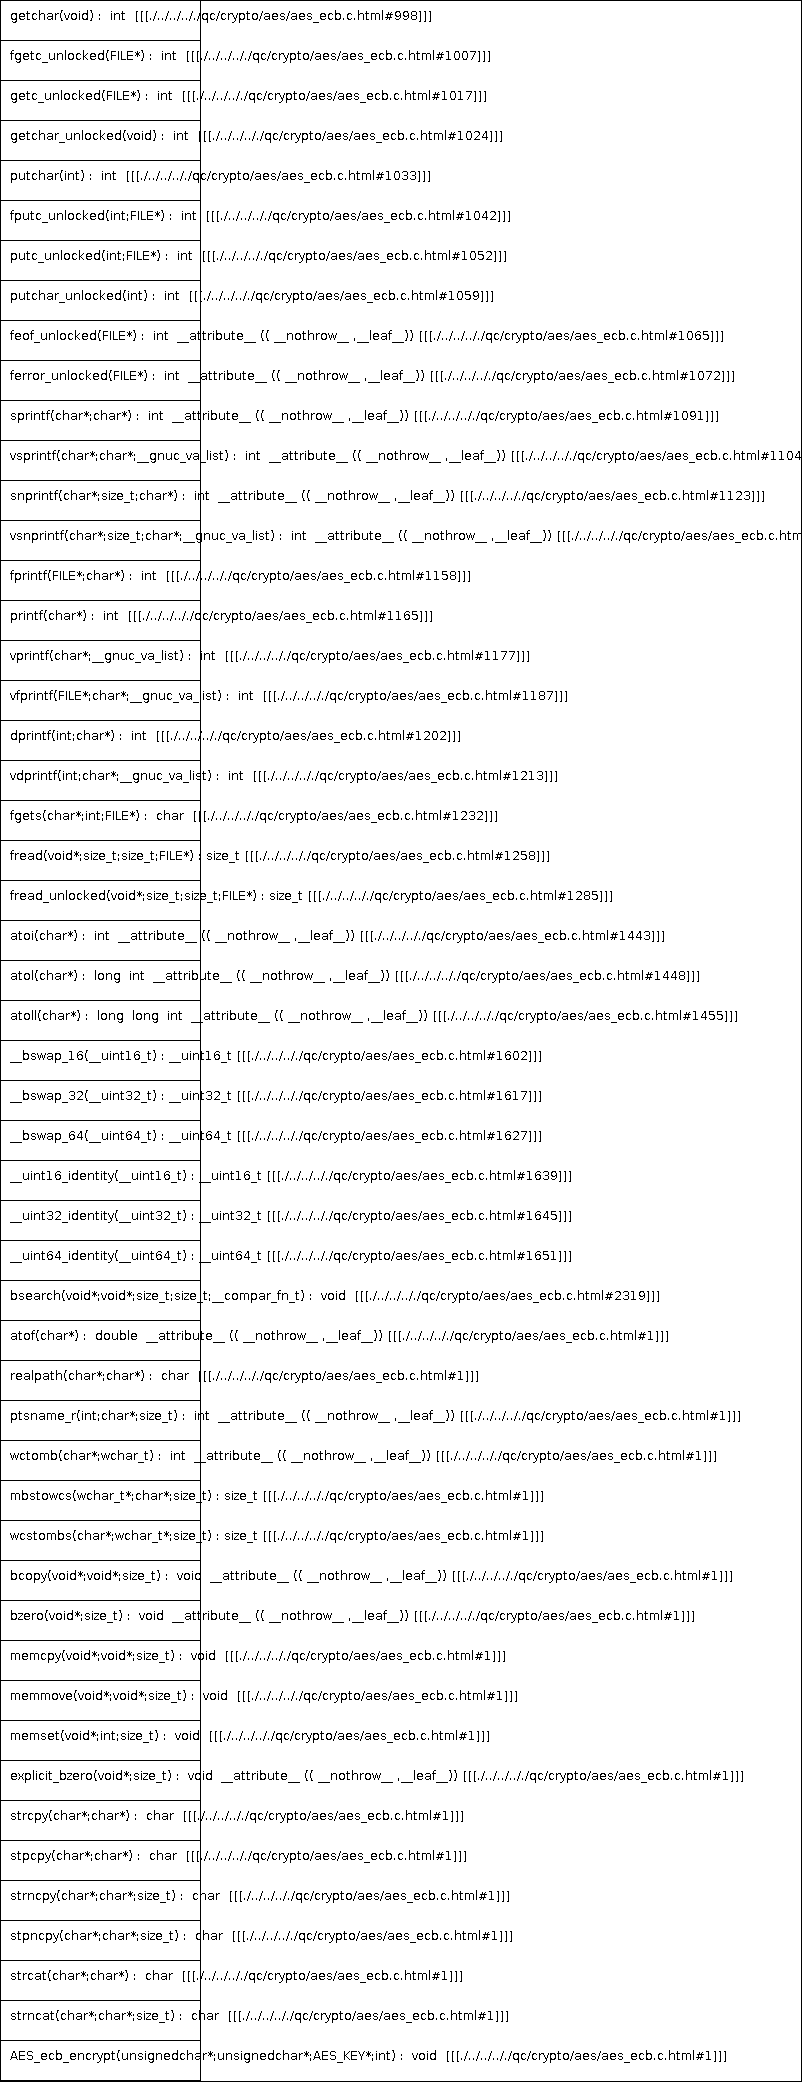 getchar(void) : int [[[./../../../../qc/crypto/aes/aes_ecb.c.html#998]]]
fgetc_unlocked(FILE*) : int [[[./../../../../qc/crypto/aes/aes_ecb.c.html#1007]]]
getc_unlocked(FILE*) : int [[[./../../../../qc/crypto/aes/aes_ecb.c.html#1017]]]
getchar_unlocked(void) : int [[[./../../../../qc/crypto/aes/aes_ecb.c.html#1024]]]
putchar(int) : int [[[./../../../../qc/crypto/aes/aes_ecb.c.html#1033]]]
fputc_unlocked(int;FILE*) : int [[[./../../../../qc/crypto/aes/aes_ecb.c.html#1042]]]
putc_unlocked(int;FILE*) : int [[[./../../../../qc/crypto/aes/aes_ecb.c.html#1052]]]
putchar_unlocked(int) : int [[[./../../../../qc/crypto/aes/aes_ecb.c.html#1059]]]
feof_unlocked(FILE*) : int __attribute__ (( __nothrow__ ,__leaf__)) [[[./../../../../qc/crypto/aes/aes_ecb.c.html#1065]]]
ferror_unlocked(FILE*) : int __attribute__ (( __nothrow__ ,__leaf__)) [[[./../../../../qc/crypto/aes/aes_ecb.c.html#1072]]]
sprintf(char*;char*) : int __attribute__ (( __nothrow__ ,__leaf__)) [[[./../../../../qc/crypto/aes/aes_ecb.c.html#1091]]]
vsprintf(char*;char*;__gnuc_va_list) : int __attribute__ (( __nothrow__ ,__leaf__)) [[[./../../../../qc/crypto/aes/aes_ecb.c.html#1104
snprintf(char*;size_t;char*) : int __attribute__ (( __nothrow__ ,__leaf__)) [[[./../../../../qc/crypto/aes/aes_ecb.c.html#1123]]]
vsnprintf(char*;size_t;char*;__gnuc_va_list) : int __attribute__ (( __nothrow__ ,__leaf__)) [[[./../../../../qc/crypto/aes/aes_ecb.c.htm
fprintf(FILE*;char*) : int [[[./../../../../qc/crypto/aes/aes_ecb.c.html#1158]]]
printf(char*) : int [[[./../../../../qc/crypto/aes/aes_ecb.c.html#1165]]]
vprintf(char*;__gnuc_va_list) : int [[[./../../../../qc/crypto/aes/aes_ecb.c.html#1177]]]
vfprintf(FILE*;char*;__gnuc_va_list) : int [[[./../../../../qc/crypto/aes/aes_ecb.c.html#1187]]]
dprintf(int;char*) : int [[[./../../../../qc/crypto/aes/aes_ecb.c.html#1202]]]
vdprintf(int;char*;__gnuc_va_list) : int [[[./../../../../qc/crypto/aes/aes_ecb.c.html#1213]]]
fgets(char*;int;FILE*) : char [[[./../../../../qc/crypto/aes/aes_ecb.c.html#1232]]]
fread(void*;size_t;size_t;FILE*) : size_t [[[./../../../../qc/crypto/aes/aes_ecb.c.html#1258]]]
fread_unlocked(void*;size_t;size_t;FILE*) : size_t [[[./../../../../qc/crypto/aes/aes_ecb.c.html#1285]]]
atoi(char*) : int __attribute__ (( __nothrow__ ,__leaf__)) [[[./../../../../qc/crypto/aes/aes_ecb.c.html#1443]]]
atol(char*) : long int __attribute__ (( __nothrow__ ,__leaf__)) [[[./../../../../qc/crypto/aes/aes_ecb.c.html#1448]]]
atoll(char*) : long long int __attribute__ (( __nothrow__ ,__leaf__)) [[[./../../../../qc/crypto/aes/aes_ecb.c.html#1455]]]
__bswap_16(__uint16_t) : __uint16_t [[[./../../../../qc/crypto/aes/aes_ecb.c.html#1602]]]
__bswap_32(__uint32_t) : __uint32_t [[[./../../../../qc/crypto/aes/aes_ecb.c.html#1617]]]
__bswap_64(__uint64_t) : __uint64_t [[[./../../../../qc/crypto/aes/aes_ecb.c.html#1627]]]
__uint16_identity(__uint16_t) : __uint16_t [[[./../../../../qc/crypto/aes/aes_ecb.c.html#1639]]]
__uint32_identity(__uint32_t) : __uint32_t [[[./../../../../qc/crypto/aes/aes_ecb.c.html#1645]]]
__uint64_identity(__uint64_t) : __uint64_t [[[./../../../../qc/crypto/aes/aes_ecb.c.html#1651]]]
bsearch(void*;void*;size_t;size_t;__compar_fn_t) : void [[[./../../../../qc/crypto/aes/aes_ecb.c.html#2319]]]
atof(char*) : double __attribute__ (( __nothrow__ ,__leaf__)) [[[./../../../../qc/crypto/aes/aes_ecb.c.html#1]]]
realpath(char*;char*) : char [[[./../../../../qc/crypto/aes/aes_ecb.c.html#1]]]
ptsname_r(int;char*;size_t) : int __attribute__ (( __nothrow__ ,__leaf__)) [[[./../../../../qc/crypto/aes/aes_ecb.c.html#1]]]
wctomb(char*;wchar_t) : int __attribute__ (( __nothrow__ ,__leaf__)) [[[./../../../../qc/crypto/aes/aes_ecb.c.html#1]]]
mbstowcs(wchar_t*;char*;size_t) : size_t [[[./../../../../qc/crypto/aes/aes_ecb.c.html#1]]]
wcstombs(char*;wchar_t*;size_t) : size_t [[[./../../../../qc/crypto/aes/aes_ecb.c.html#1]]]
bcopy(void*;void*;size_t) : void __attribute__ (( __nothrow__ ,__leaf__)) [[[./../../../../qc/crypto/aes/aes_ecb.c.html#1]]]
bzero(void*;size_t) : void __attribute__ (( __nothrow__ ,__leaf__)) [[[./../../../../qc/crypto/aes/aes_ecb.c.html#1]]]
memcpy(void*;void*;size_t) : void [[[./../../../../qc/crypto/aes/aes_ecb.c.html#1]]]
memmove(void*;void*;size_t) : void [[[./../../../../qc/crypto/aes/aes_ecb.c.html#1]]]
memset(void*;int;size_t) : void [[[./../../../../qc/crypto/aes/aes_ecb.c.html#1]]]
explicit_bzero(void*;size_t) : void __attribute__ (( __nothrow__ ,__leaf__)) [[[./../../../../qc/crypto/aes/aes_ecb.c.html#1]]]
strcpy(char*;char*) : char [[[./../../../../qc/crypto/aes/aes_ecb.c.html#1]]]
stpcpy(char*;char*) : char [[[./../../../../qc/crypto/aes/aes_ecb.c.html#1]]]
strncpy(char*;char*;size_t) : char [[[./../../../../qc/crypto/aes/aes_ecb.c.html#1]]]
stpncpy(char*;char*;size_t) : char [[[./../../../../qc/crypto/aes/aes_ecb.c.html#1]]]
strcat(char*;char*) : char [[[./../../../../qc/crypto/aes/aes_ecb.c.html#1]]]
strncat(char*;char*;size_t) : char [[[./../../../../qc/crypto/aes/aes_ecb.c.html#1]]]
AES_ecb_encrypt(unsignedchar*;unsignedchar*;AES_KEY*;int) : void [[[./../../../../qc/crypto/aes/aes_ecb.c.html#1]]]